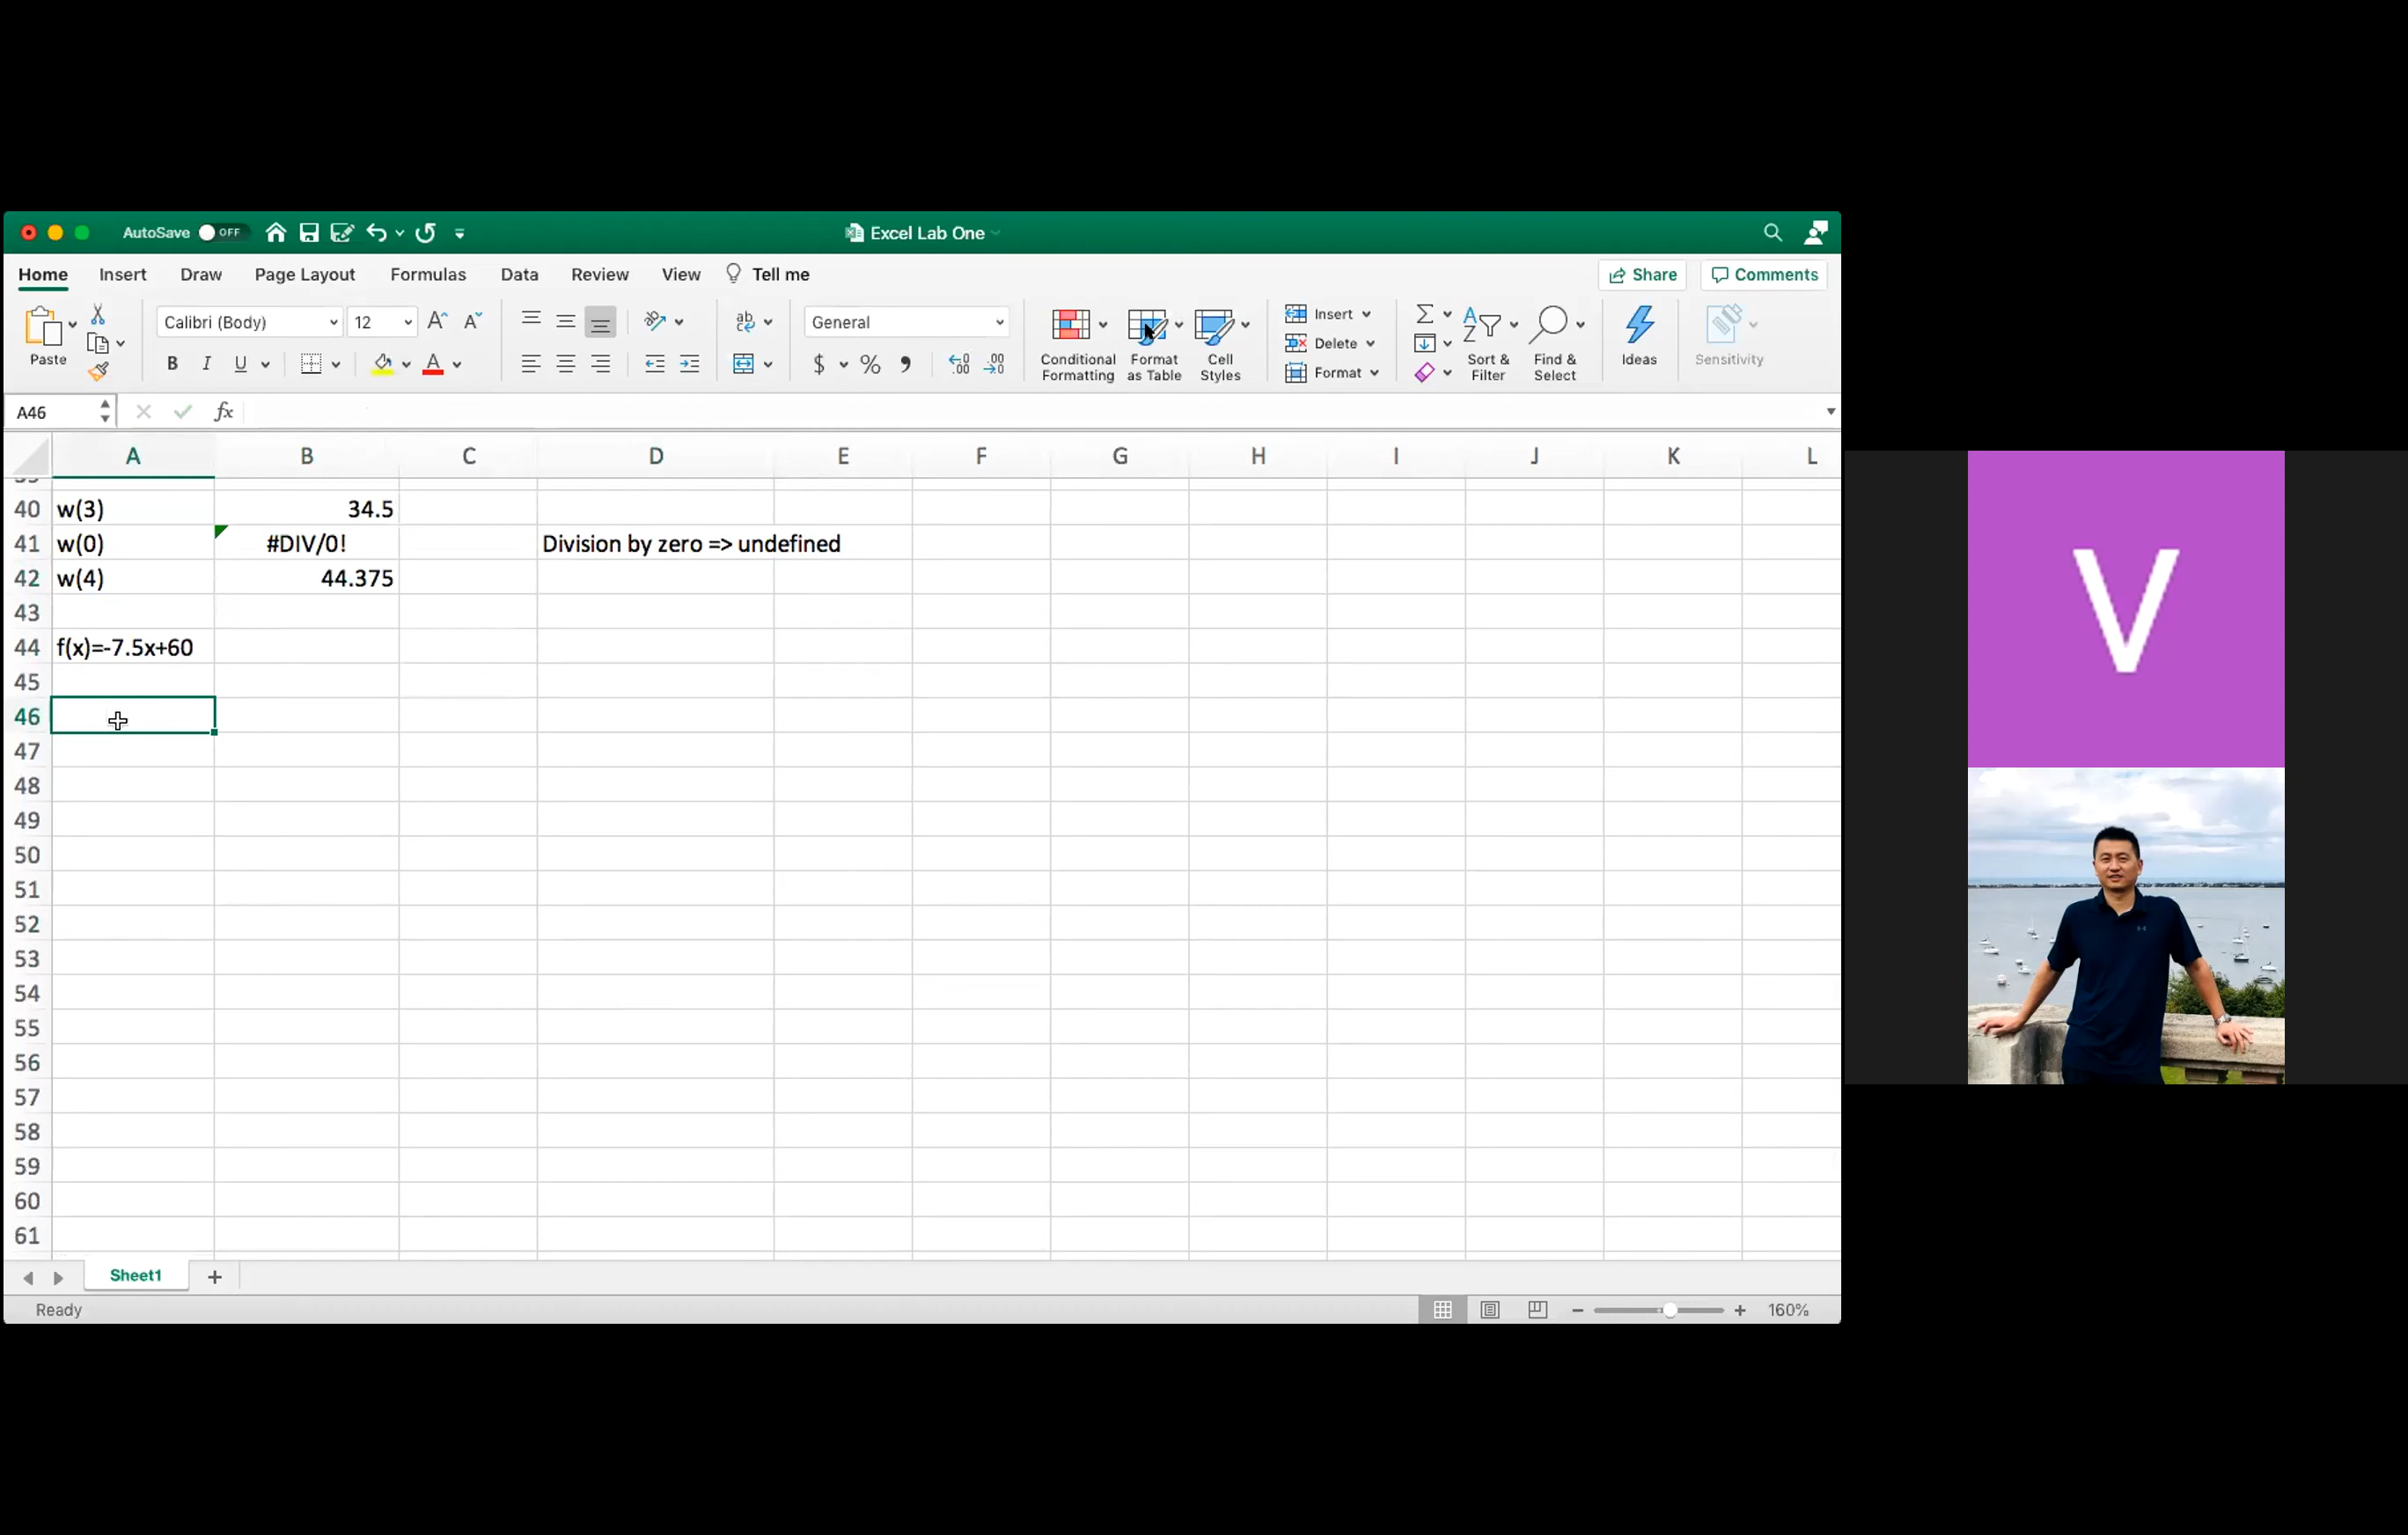 AutoSave OFF
Excel Lab One
Home Insert Draw Page Layout Formulas Data Review View Tell me Share Comments
Paste
Calibri (Body) 12
B I U A
ab
General
$ % 9
Conditional Formatting
Format as Table
Cell Styles
Insert
Delete
Format
Sort & Filter
Find & Select
Ideas
Sensitivity
A46 fx
A B C D E F G H I J K L
40 w(3) 34.5
41 w(0) #DIV/0! Division by zero => undefined
42 w(4) 44.375
43
44 f(x)=-7.5x+60
45
46
47
48
49
50
51
52
53
54
55
56
57
58
59
60
61
Sheet1 +
Ready 160%
V